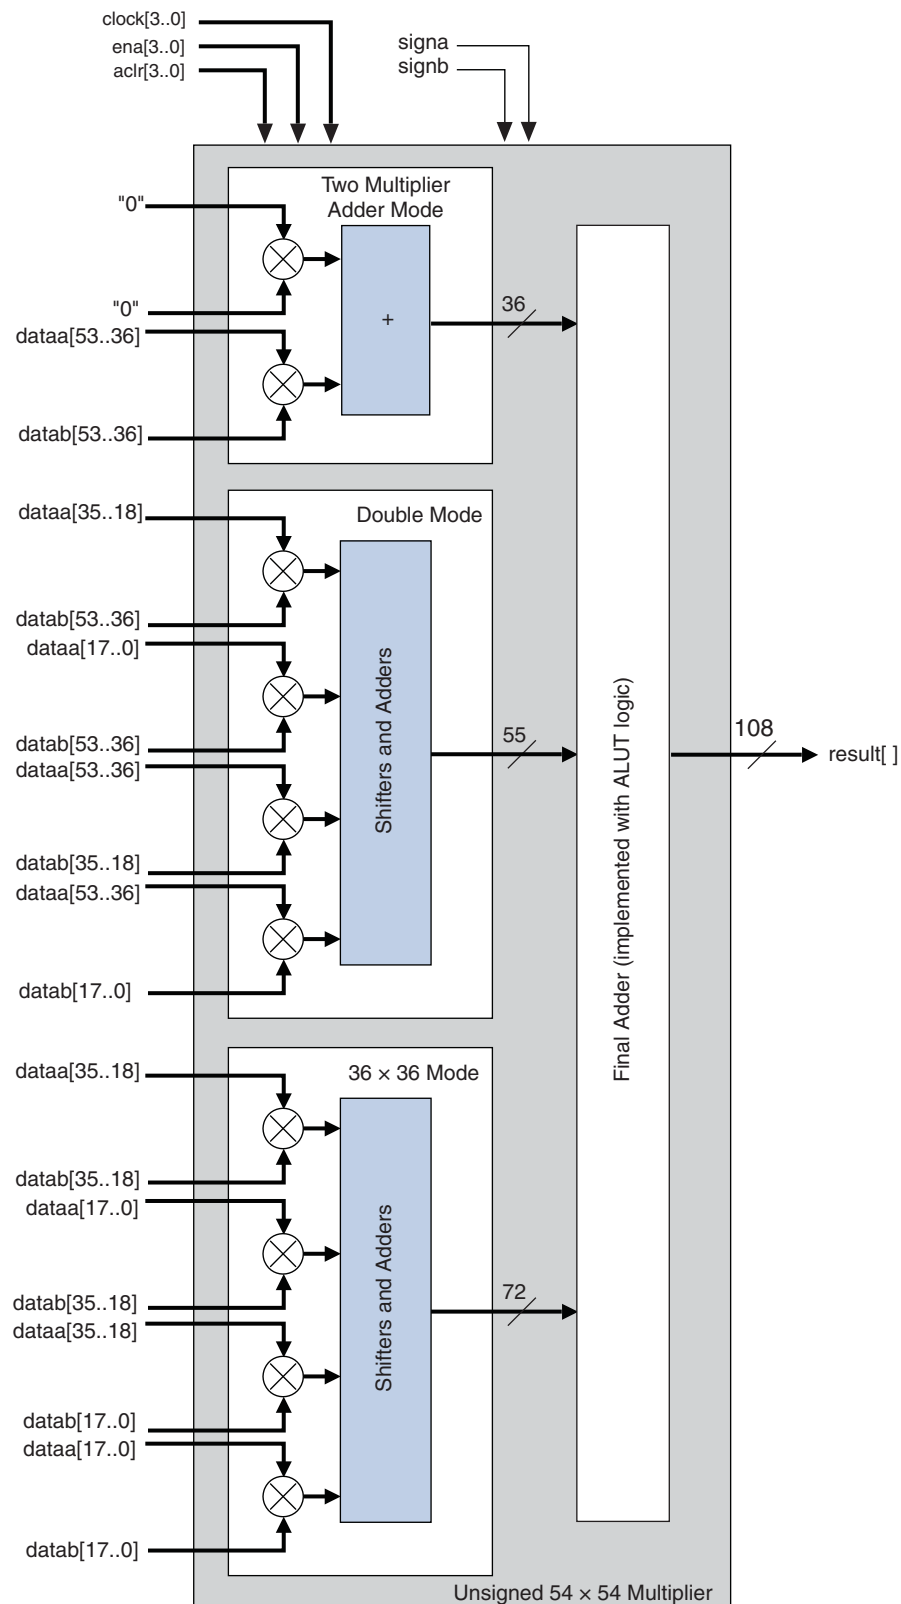 clock[3..0]
ena[3..0]
aclr[3..0]
signa
signb
Two Multiplier
Adder Mode
"0"
"0"
dataa[53..36]
datab[53..36]
+
36
Double Mode
dataa[35..18]
datab[53..36]
dataa[17..0]
datab[53..36]
dataa[53..36]
datab[35..18]
dataa[53..36]
datab[17..0]
Shifters and Adders
55
36 × 36 Mode
dataa[35..18]
datab[35..18]
dataa[17..0]
datab[35..18]
dataa[35..18]
datab[17..0]
dataa[17..0]
datab[17..0]
Shifters and Adders
72
Final Adder (implemented with ALUT logic)
108
result[ ]
Unsigned 54 × 54 Multiplier